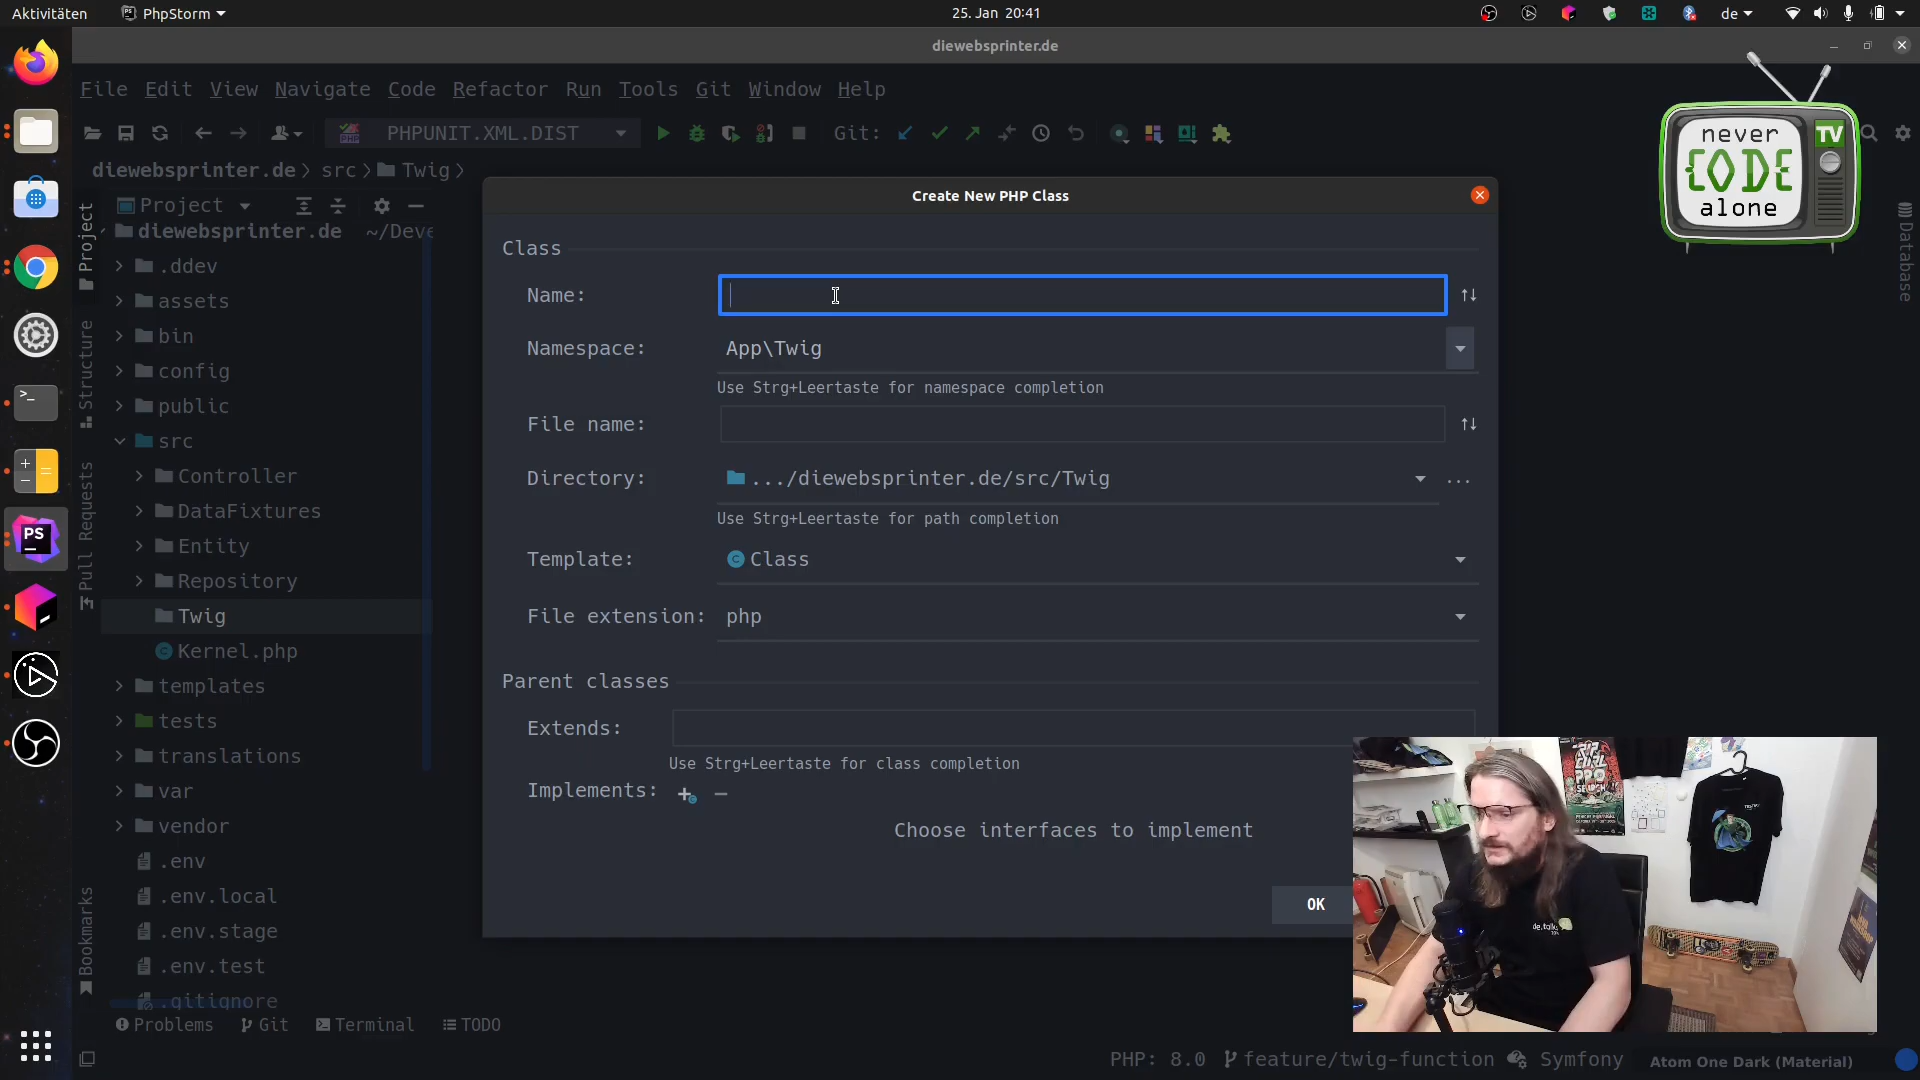 Aktivitäten
PhpStorm
25. Jan 20:41
de
diewebsprinter.de
File Edit View Navigate Code Refactor Run Tools Git Window Help
PHPUNIT.XML.DIST
Git:
diewebsprinter.de
src
Twig
never
CODE
alone
TV
Project
Structure
Pull Requests
Bookmarks
Database
Project
diewebsprinter.de ~/Deve
.ddev
assets
bin
config
public
src
Controller
DataFixtures
Entity
Repository
Twig
Kernel.php
templates
tests
translations
var
vendor
.env
.env.local
.env.stage
.env.test
.gitignore
Create New PHP Class
Class
Name:
Namespace: App\Twig
Use Strg+Leertaste for namespace completion
File name:
Directory: .../diewebsprinter.de/src/Twig
...
Use Strg+Leertaste for path completion
Template: Class
File extension: php
Parent classes
Extends:
Use Strg+Leertaste for class completion
Implements:
Choose interfaces to implement
OK
PS
Problems
Git
Terminal
TODO
PHP: 8.0
feature/twig-function
Symfony
Atom One Dark (Material)